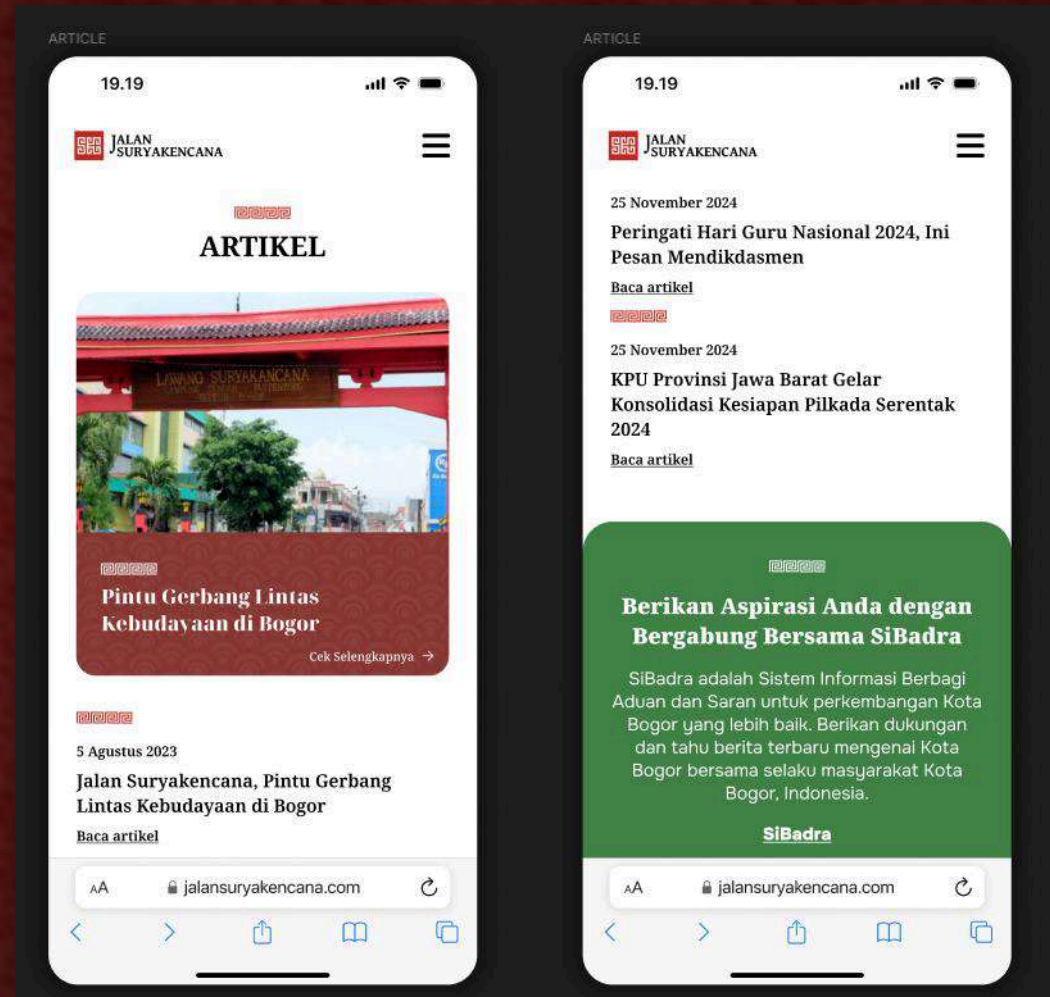 ARTICLE
19.19
JALAN
SURYAKENCANA
ARTIKEL
LAWANG SURYAKANCANA
Pintu Gerbang Lintas
Kebudayaan di Bogor
Cek Selengkapnya →
5 Agustus 2023
Jalan Suryakencana, Pintu Gerbang
Lintas Kebudayaan di Bogor
Baca artikel
AA jalansuryakencana.com
ARTICLE
19.19
JALAN
SURYAKENCANA
25 November 2024
Peringati Hari Guru Nasional 2024, Ini
Pesan Mendikdasmen
Baca artikel
25 November 2024
KPU Provinsi Jawa Barat Gelar
Konsolidasi Kesiapan Pilkada Serentak
2024
Baca artikel
Berikan Aspirasi Anda dengan
Bergabung Bersama SiBadra
SiBadra adalah Sistem Informasi Berbagi
Aduan dan Saran untuk perkembangan Kota
Bogor yang lebih baik. Berikan dukungan
dan tahu berita terbaru mengenai Kota
Bogor bersama selaku masyarakat Kota
Bogor, Indonesia.
SiBadra
AA jalansuryakencana.com